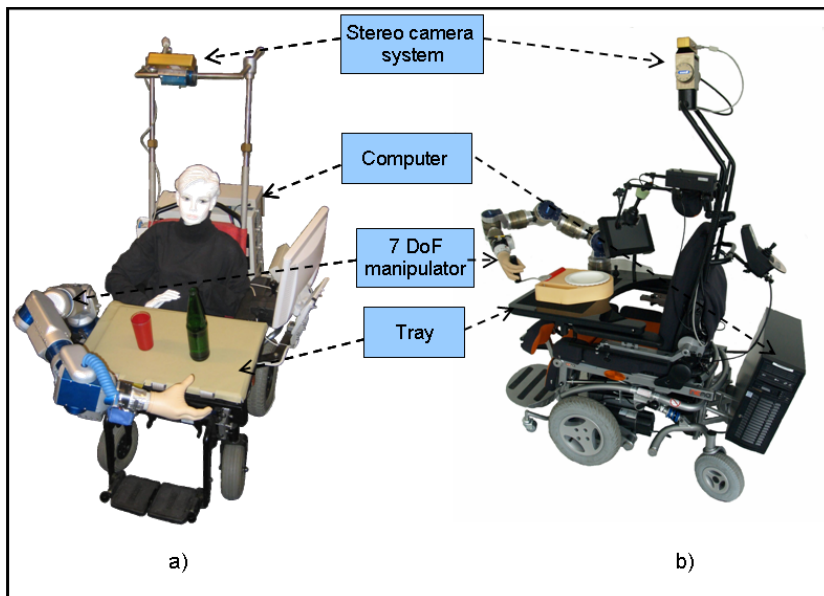 Stereo camera
system
Computer
7 DoF
manipulator
Tray
a)
b)